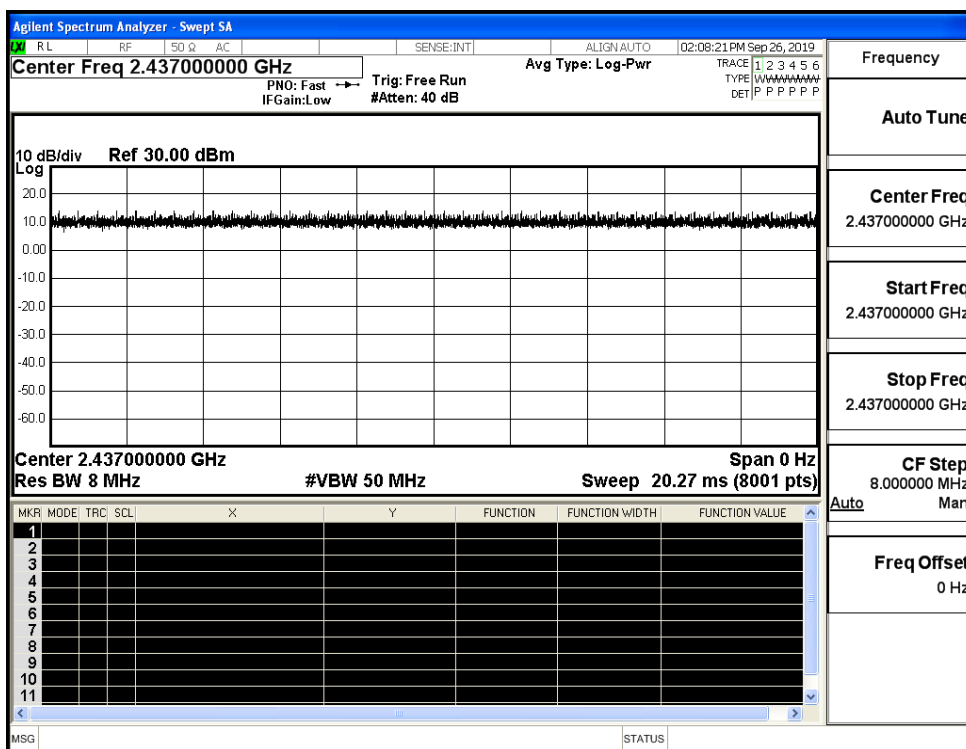 Agilent Spectrum Analyzer - Swept SA
LXI RL RF 50 Ω AC SENSE:INT ALIGN AUTO 02:08:21 PM Sep 26, 2019
Center Freq 2.437000000 GHz Avg Type: Log-Pwr TRACE 1 2 3 4 5 6
PNO: Fast Trig: Free Run TYPE WWWWWW
IFGain:Low #Atten: 40 dB DET P P P P P P
10 dB/div Ref 30.00 dBm
Log
20.0
10.0
0.00
-10.0
-20.0
-30.0
-40.0
-50.0
-60.0
Center 2.437000000 GHz Span 0 Hz
Res BW 8 MHz #VBW 50 MHz Sweep 20.27 ms (8001 pts)
MKR MODE TRC SCL X Y FUNCTION FUNCTION WIDTH FUNCTION VALUE
1
2
3
4
5
6
7
8
9
10
11
MSG STATUS
Frequency
Auto Tune
Center Freq
2.437000000 GHz
Start Freq
2.437000000 GHz
Stop Freq
2.437000000 GHz
CF Step
8.000000 MHz
Auto Man
Freq Offset
0 Hz